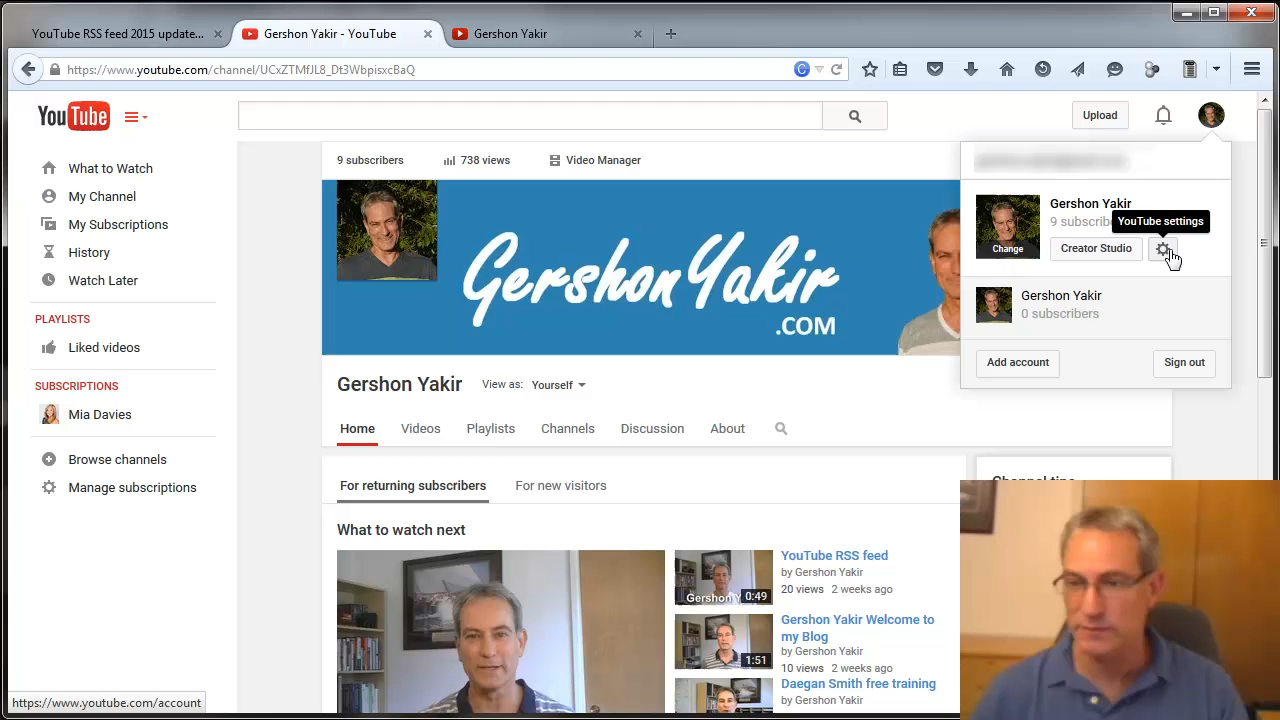 YouTube RSS feed 2015 update...
Gershon Yakir - YouTube
Gershon Yakir
https://www.youtube.com/channel/UCxZTMfJL8_Dt3WbpisxcBaQ
YouTube
Upload
What to Watch
My Channel
My Subscriptions
History
Watch Later
PLAYLISTS
Liked videos
SUBSCRIPTIONS
Mia Davies
Browse channels
Manage subscriptions
9 subscribers
738 views
Video Manager
GershonYakir
.COM
Gershon Yakir
View as: Yourself
Home
Videos
Playlists
Channels
Discussion
About
For returning subscribers
For new visitors
What to watch next
YouTube RSS feed
by Gershon Yakir
20 views 2 weeks ago
0:49
Gershon Y
Gershon Yakir Welcome to
my Blog
by Gershon Yakir
10 views 2 weeks ago
1:51
Daegan Smith free training
by Gershon Yakir
Gershon Yakir
9 subscribe
YouTube settings
Change
Creator Studio
Gershon Yakir
0 subscribers
Add account
Sign out
https://www.youtube.com/account